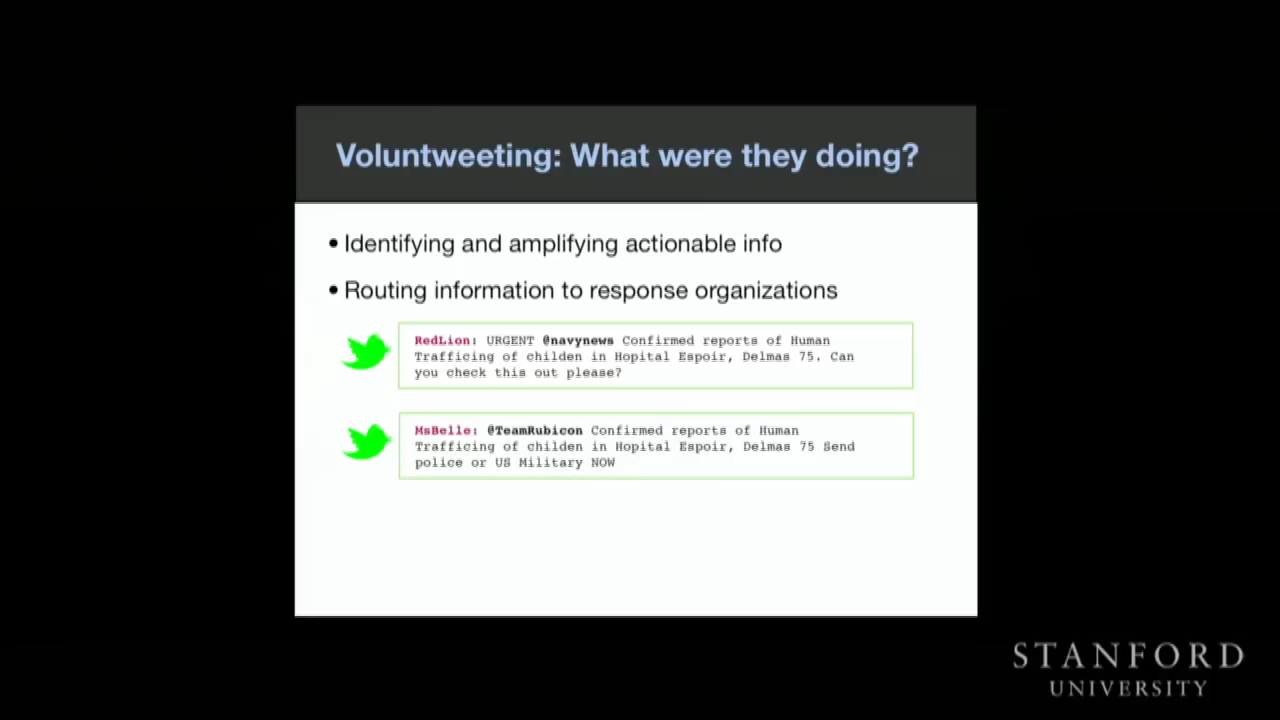 Voluntweeting: What were they doing?
• Identifying and amplifying actionable info
• Routing information to response organizations
RedLion: URGENT @navynews Confirmed reports of Human
Trafficing of childen in Hopital Espoir, Delmas 75. Can
you check this out please?
MsBelle: @TeamRubicon Confirmed reports of Human
Trafficing of childen in Hopital Espoir, Delmas 75 Send
police or US Military NOW
STANFORD
UNIVERSITY